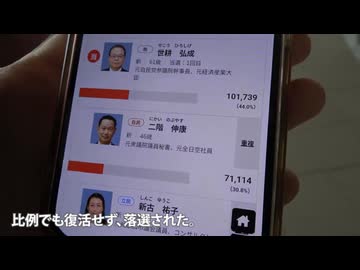 当
新
せこう ひろしげ
世耕 弘成
新 61歳 当選:1回目
元自民党参議院幹事長、元経済産業大
臣
101,739
(44.0%)
自民
にかい のぶやす
二階 伸康
新 46歳
元衆議院議員秘書、元全日空社員
重複
71,114
(30.8%)
立民
しんこ ゆうこ
新古 祐子
比例でも復活せず、落選された。